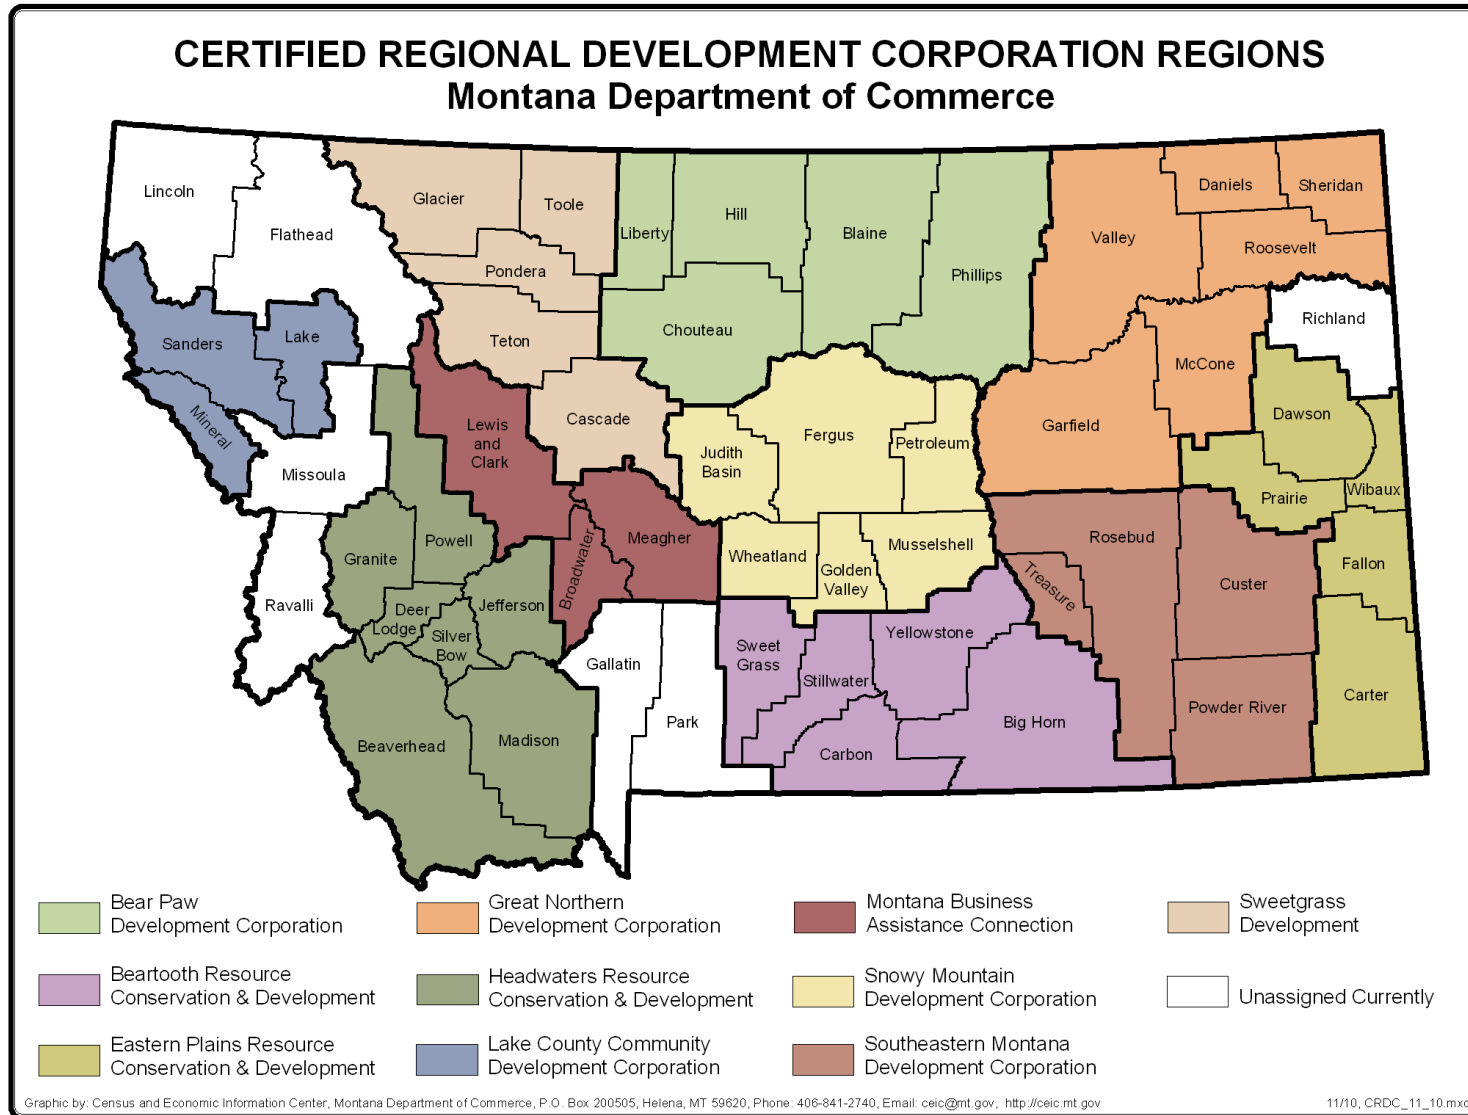 CERTIFIED REGIONAL DEVELOPMENT CORPORATION REGIONS
Montana Department of Commerce
Lincoln
Flathead
Glacier
Toole
Liberty
Hill
Blaine
Phillips
Valley
Daniels
Sheridan
Roosevelt
Pondera
Teton
Chouteau
Richland
McCone
Sanders
Lake
Mineral
Missoula
Lewis
and
Clark
Cascade
Judith
Basin
Fergus
Petroleum
Garfield
Dawson
Prairie
Wibaux
Granite
Powell
Ravalli
Deer
Lodge
Silver
Bow
Jefferson
Broadwater
Meagher
Wheatland
Golden
Valley
Musselshell
Treasure
Rosebud
Custer
Fallon
Gallatin
Park
Sweet
Grass
Stillwater
Yellowstone
Carbon
Big Horn
Powder River
Carter
Beaverhead
Madison
Bear Paw
Development Corporation
Beartooth Resource
Conservation & Development
Eastern Plains Resource
Conservation & Development
Great Northern
Development Corporation
Headwaters Resource
Conservation & Development
Lake County Community
Development Corporation
Montana Business
Assistance Connection
Snowy Mountain
Development Corporation
Southeastern Montana
Development Corporation
Sweetgrass
Development
Unassigned Currently
Graphic by: Census and Economic Information Center, Montana Department of Commerce, P.O. Box 200505, Helena, MT 59620, Phone: 406-841-2740, Email: ceic@mt.gov, http://ceic.mt.gov
11/10, CRDC_11_10.mxd